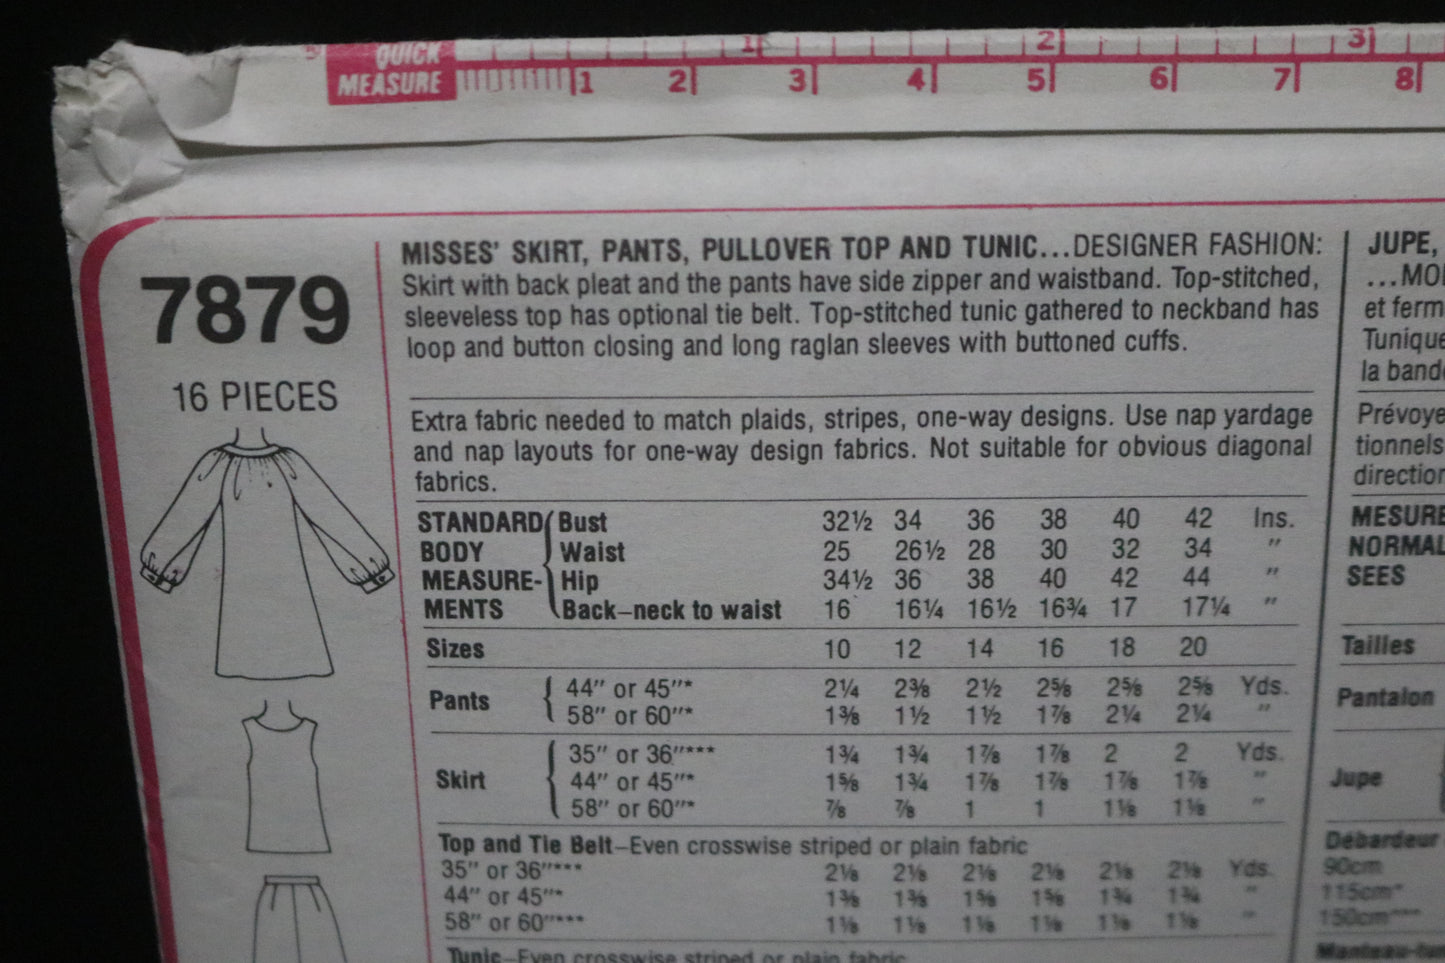 1 2 3
QUICK
MEASURE 1 2 3 4 5 6 7 8
7879
16 PIECES
MISSES' SKIRT, PANTS, PULLOVER TOP AND TUNIC...DESIGNER FASHION:
Skirt with back pleat and the pants have side zipper and waistband. Top-stitched,
sleeveless top has optional tie belt. Top-stitched tunic gathered to neckband has
loop and button closing and long raglan sleeves with buttoned cuffs.
Extra fabric needed to match plaids, stripes, one-way designs. Use nap yardage
and nap layouts for one-way design fabrics. Not suitable for obvious diagonal
fabrics.
STANDARD Bust 32½ 34 36 38 40 42 Ins.
BODY Waist 25 26½ 28 30 32 34 "
MEASURE- Hip 34½ 36 38 40 42 44 "
MENTS Back–neck to waist 16 16¼ 16½ 16¾ 17 17¼ "
Sizes 10 12 14 16 18 20
Pants 44" or 45"* 2¼ 2⅜ 2½ 2⅝ 2⅝ 2⅝ Yds.
58" or 60"* 1⅜ 1½ 1½ 1⅞ 2¼ 2¼ "
Skirt 35" or 36"*** 1¾ 1¾ 1⅞ 1⅞ 2 2 Yds.
44" or 45"* 1⅝ 1¾ 1⅞ 1⅞ 1⅞ 1⅞ "
58" or 60"* ⅞ ⅞ 1 1 1⅛ 1⅛ "
Top and Tie Belt–Even crosswise striped or plain fabric
35" or 36"*** 2⅛ 2⅛ 2⅛ 2⅛ 2⅛ 2⅛ Yds.
44" or 45"* 1⅜ 1⅜ 1⅝ 1⅝ 1¾ 1¾ "
58" or 60"*** 1⅛ 1⅛ 1⅛ 1⅛ 1⅛ 1⅛ "
Tunic–Even crosswise striped or plain fabric
JUPE,
...MO
et ferm
Tunique
la band
Prévoye
tionnels
direction
MESURE
NORMAL
SEES
Tailles
Pantalon
Jupe
Débardeur
90cm
115cm*
150cm***